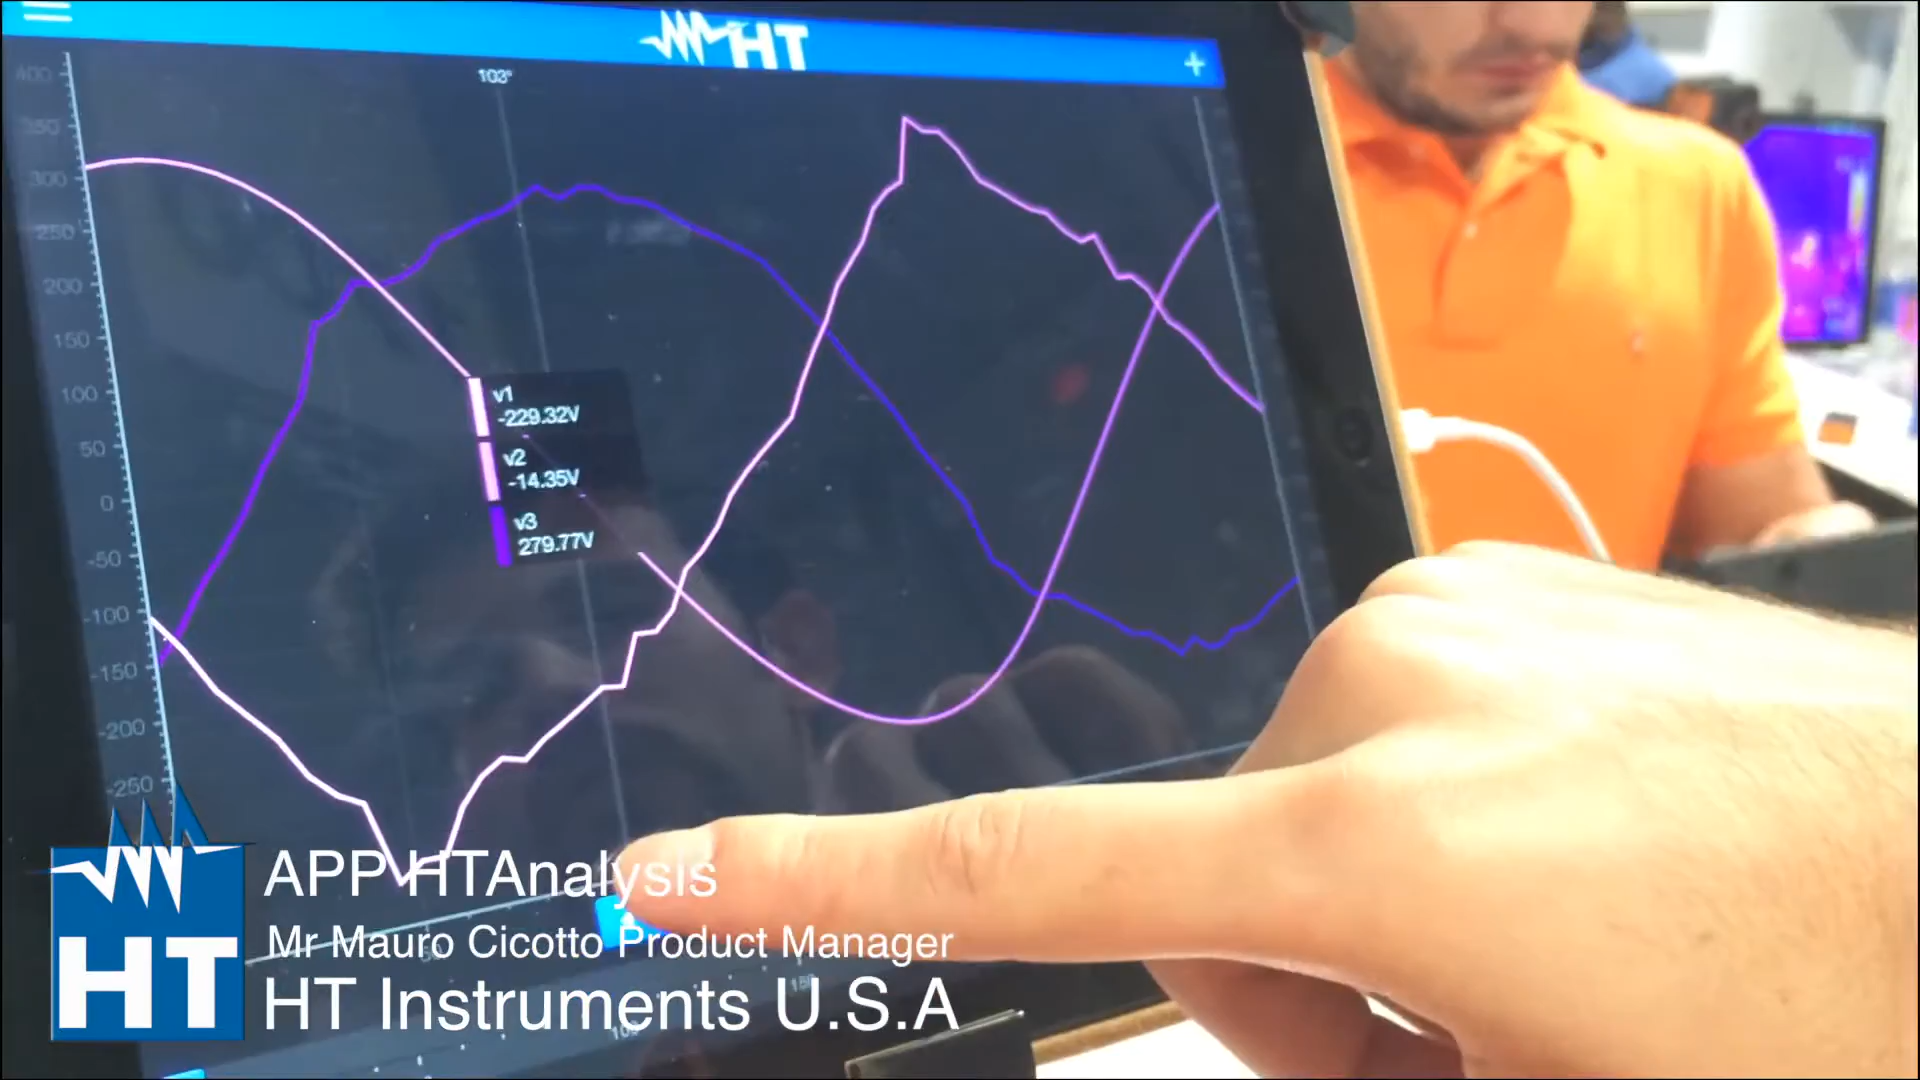 HT
+
103°
400
350
300
250
200
150
100
50
0
-50
-100
-150
-200
-250
v1
-229.32V
v2
-14.35V
v3
279.77V
APP HTAnalysis
Mr Mauro Cicotto Product Manager
HT Instruments U.S.A
HT
150